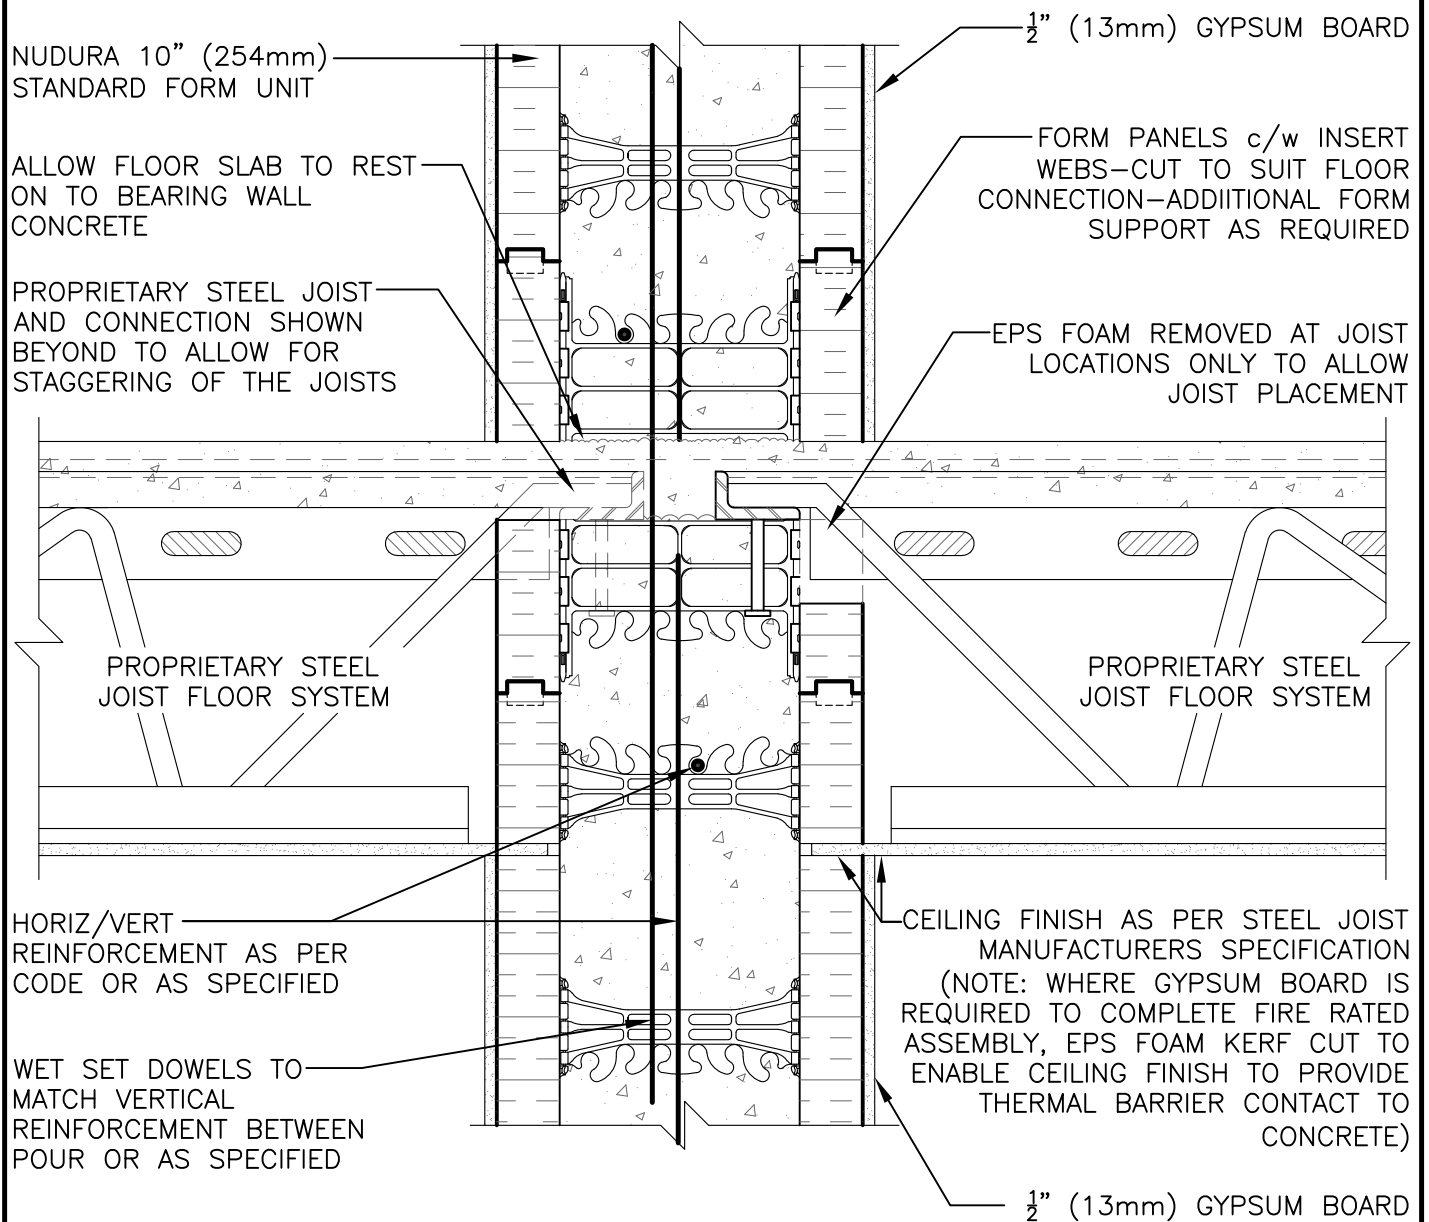 NUDURA 10” (254mm)
STANDARD FORM UNIT
ALLOW FLOOR SLAB TO REST
ON TO BEARING WALL
CONCRETE
PROPRIETARY STEEL JOIST
AND CONNECTION SHOWN
BEYOND TO ALLOW FOR
STAGGERING OF THE JOISTS
½” (13mm) GYPSUM BOARD
FORM PANELS c/w INSERT
WEBS–CUT TO SUIT FLOOR
CONNECTION–ADDIITIONAL FORM
SUPPORT AS REQUIRED
EPS FOAM REMOVED AT JOIST
LOCATIONS ONLY TO ALLOW
JOIST PLACEMENT
PROPRIETARY STEEL
JOIST FLOOR SYSTEM
PROPRIETARY STEEL
JOIST FLOOR SYSTEM
HORIZ/VERT
REINFORCEMENT AS PER
CODE OR AS SPECIFIED
WET SET DOWELS TO
MATCH VERTICAL
REINFORCEMENT BETWEEN
POUR OR AS SPECIFIED
CEILING FINISH AS PER STEEL JOIST
MANUFACTURERS SPECIFICATION
(NOTE: WHERE GYPSUM BOARD IS
REQUIRED TO COMPLETE FIRE RATED
ASSEMBLY, EPS FOAM KERF CUT TO
ENABLE CEILING FINISH TO PROVIDE
THERMAL BARRIER CONTACT TO
CONCRETE)
½” (13mm) GYPSUM BOARD